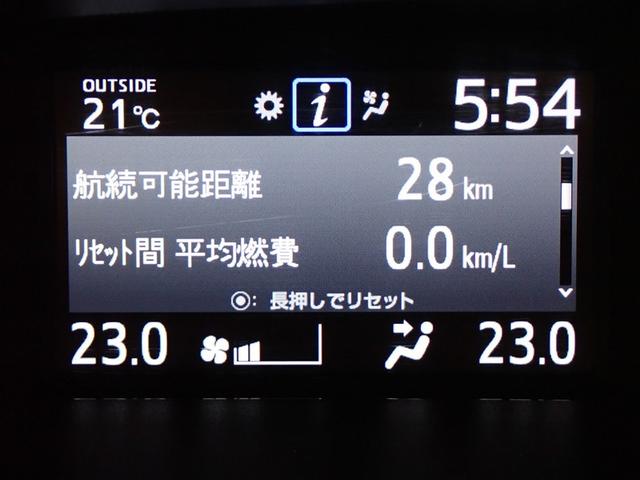 OUTSIDE
21℃
i
5:54
航続可能距離 28 km
ﾘｾｯﾄ間 平均燃費 0.0 km/L
◉: 長押しでリセット
23.0 23.0